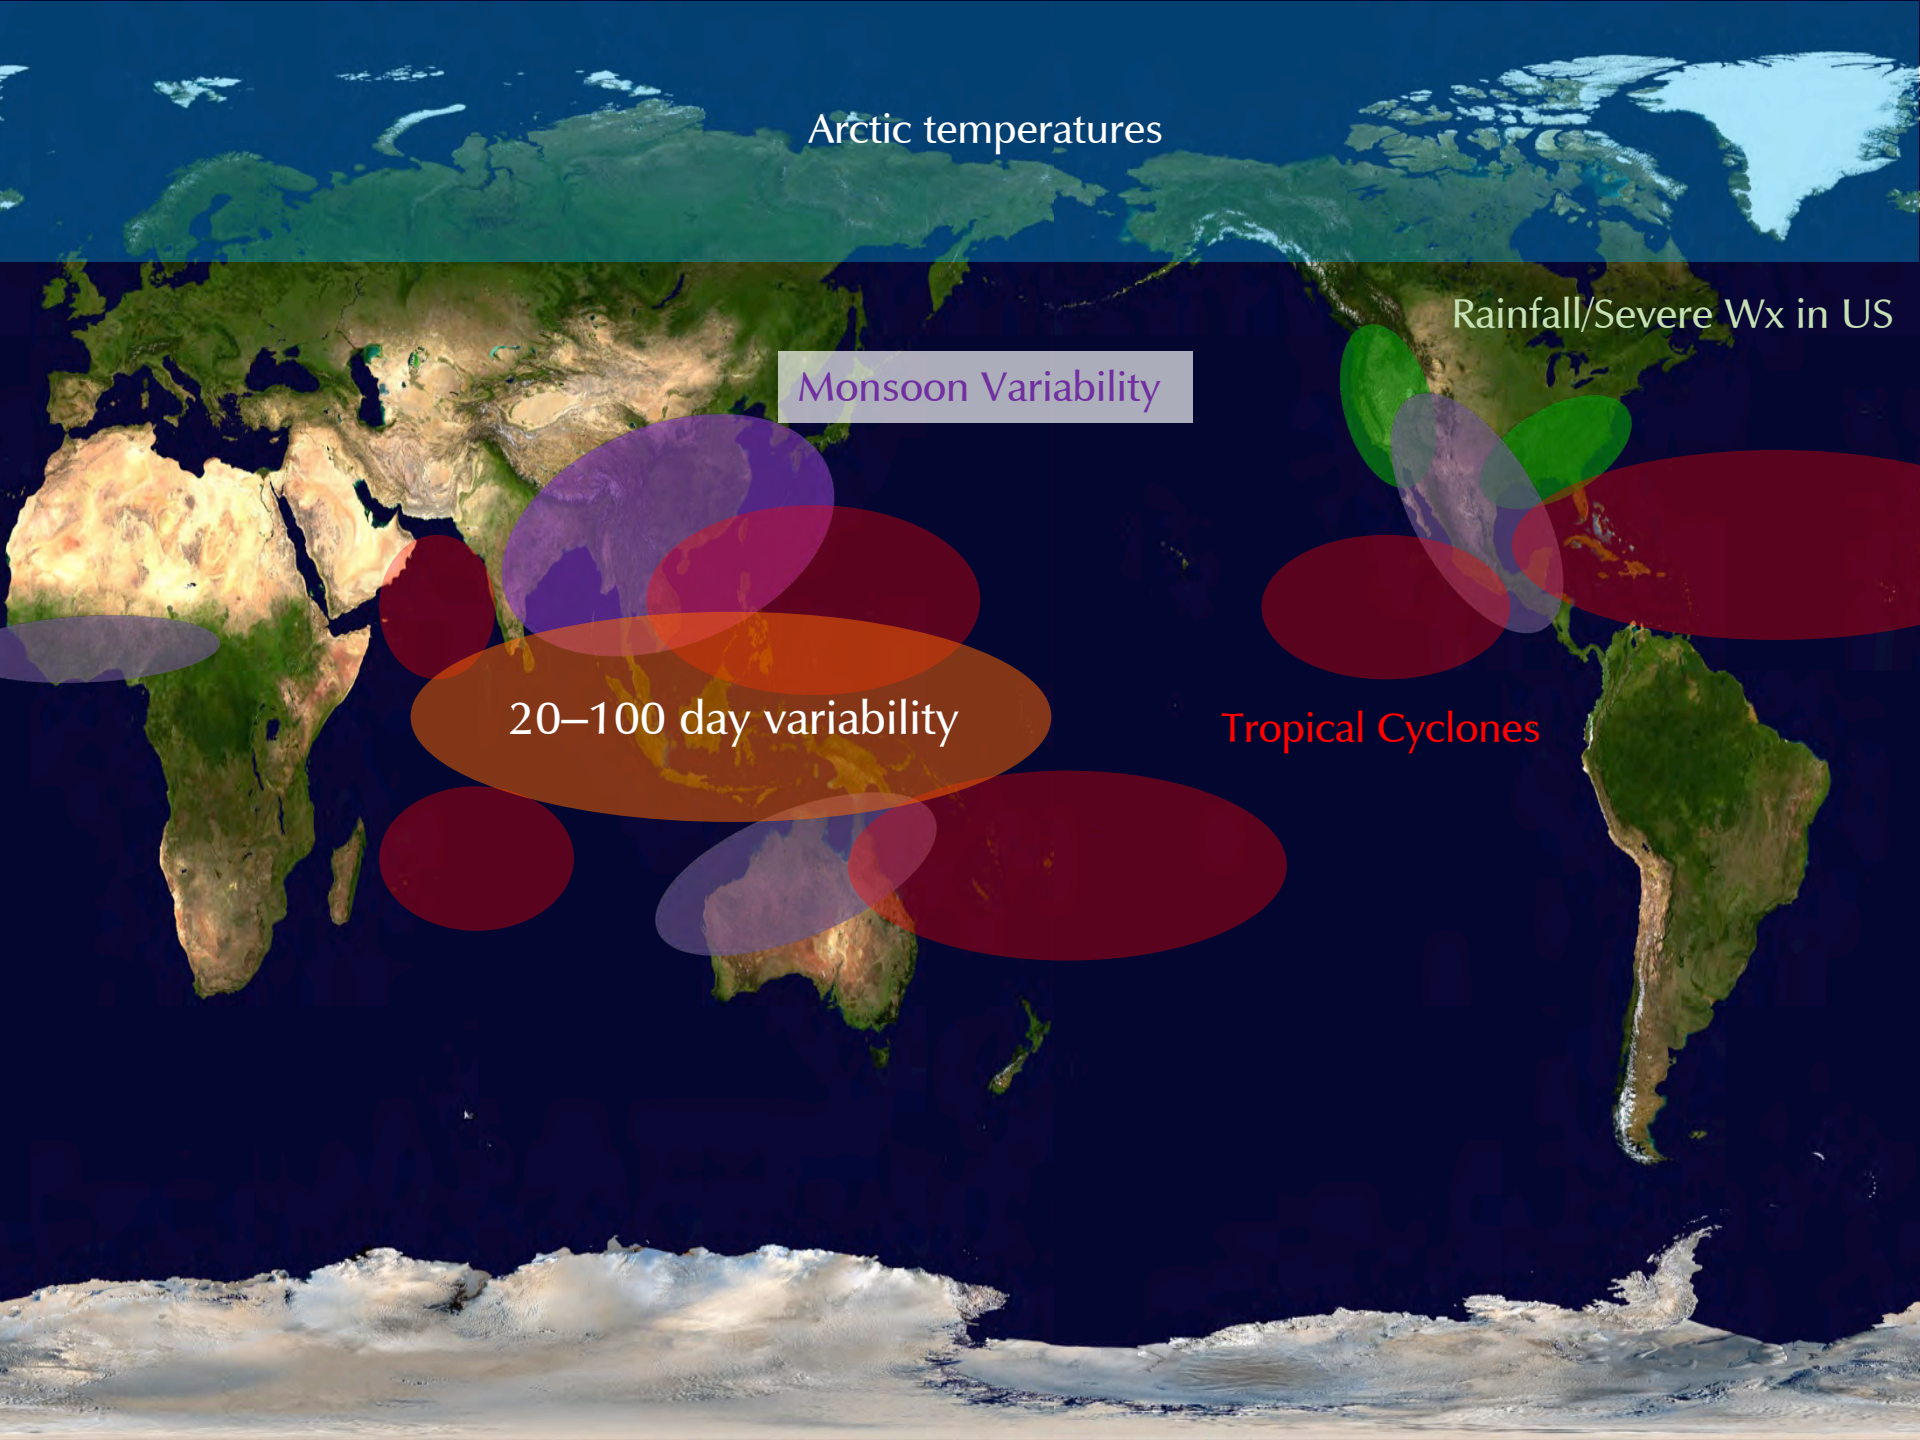 Arctic temperatures
Rainfall/Severe Wx in US
Monsoon Variability
20–100 day variability
Tropical Cyclones